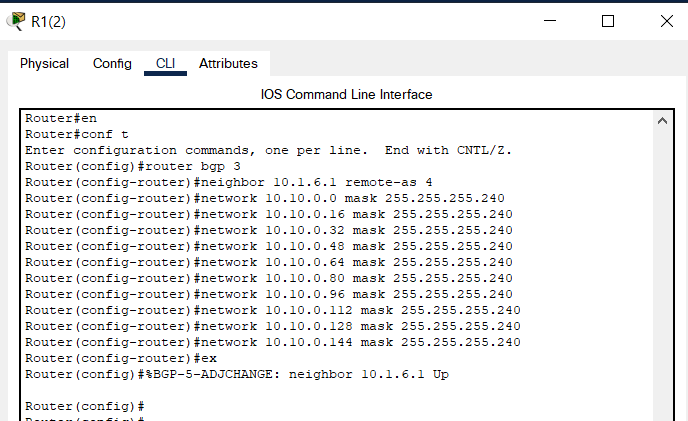 R1(2)
Physical Config CLI Attributes
IOS Command Line Interface
Router#en
Router#conf t
Enter configuration commands, one per line.  End with CNTL/Z.
Router(config)#router bgp 3
Router(config-router)#neighbor 10.1.6.1 remote-as 4
Router(config-router)#network 10.10.0.0 mask 255.255.255.240
Router(config-router)#network 10.10.0.16 mask 255.255.255.240
Router(config-router)#network 10.10.0.32 mask 255.255.255.240
Router(config-router)#network 10.10.0.48 mask 255.255.255.240
Router(config-router)#network 10.10.0.64 mask 255.255.255.240
Router(config-router)#network 10.10.0.80 mask 255.255.255.240
Router(config-router)#network 10.10.0.96 mask 255.255.255.240
Router(config-router)#network 10.10.0.112 mask 255.255.255.240
Router(config-router)#network 10.10.0.128 mask 255.255.255.240
Router(config-router)#network 10.10.0.144 mask 255.255.255.240
Router(config-router)#ex
Router(config)#%BGP-5-ADJCHANGE: neighbor 10.1.6.1 Up
Router(config)#
Router(config)#